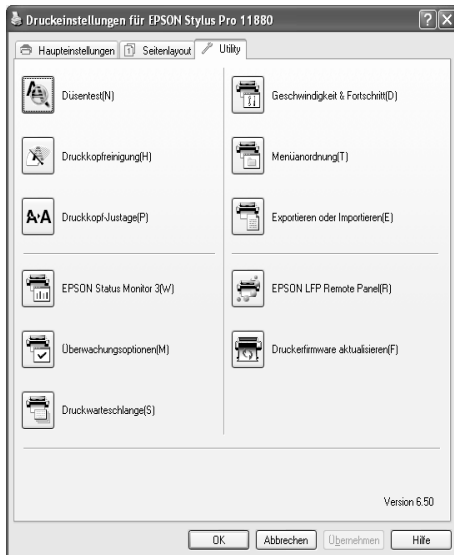 Druckeinstellungen für EPSON Stylus Pro 11880
Haupteinstellungen Seitenlayout Utility
Düsentest(N)
Druckkopfreinigung(H)
Druckkopf-Justage(P)
EPSON Status Monitor 3(W)
Überwachungsoptionen(M)
Druckwarteschlange(S)
Geschwindigkeit & Fortschritt(D)
Menüanordnung(T)
Exportieren oder Importieren(E)
EPSON LFP Remote Panel(R)
Druckerfirmware aktualisieren(F)
Version 6.50
OK Abbrechen Übernehmen Hilfe